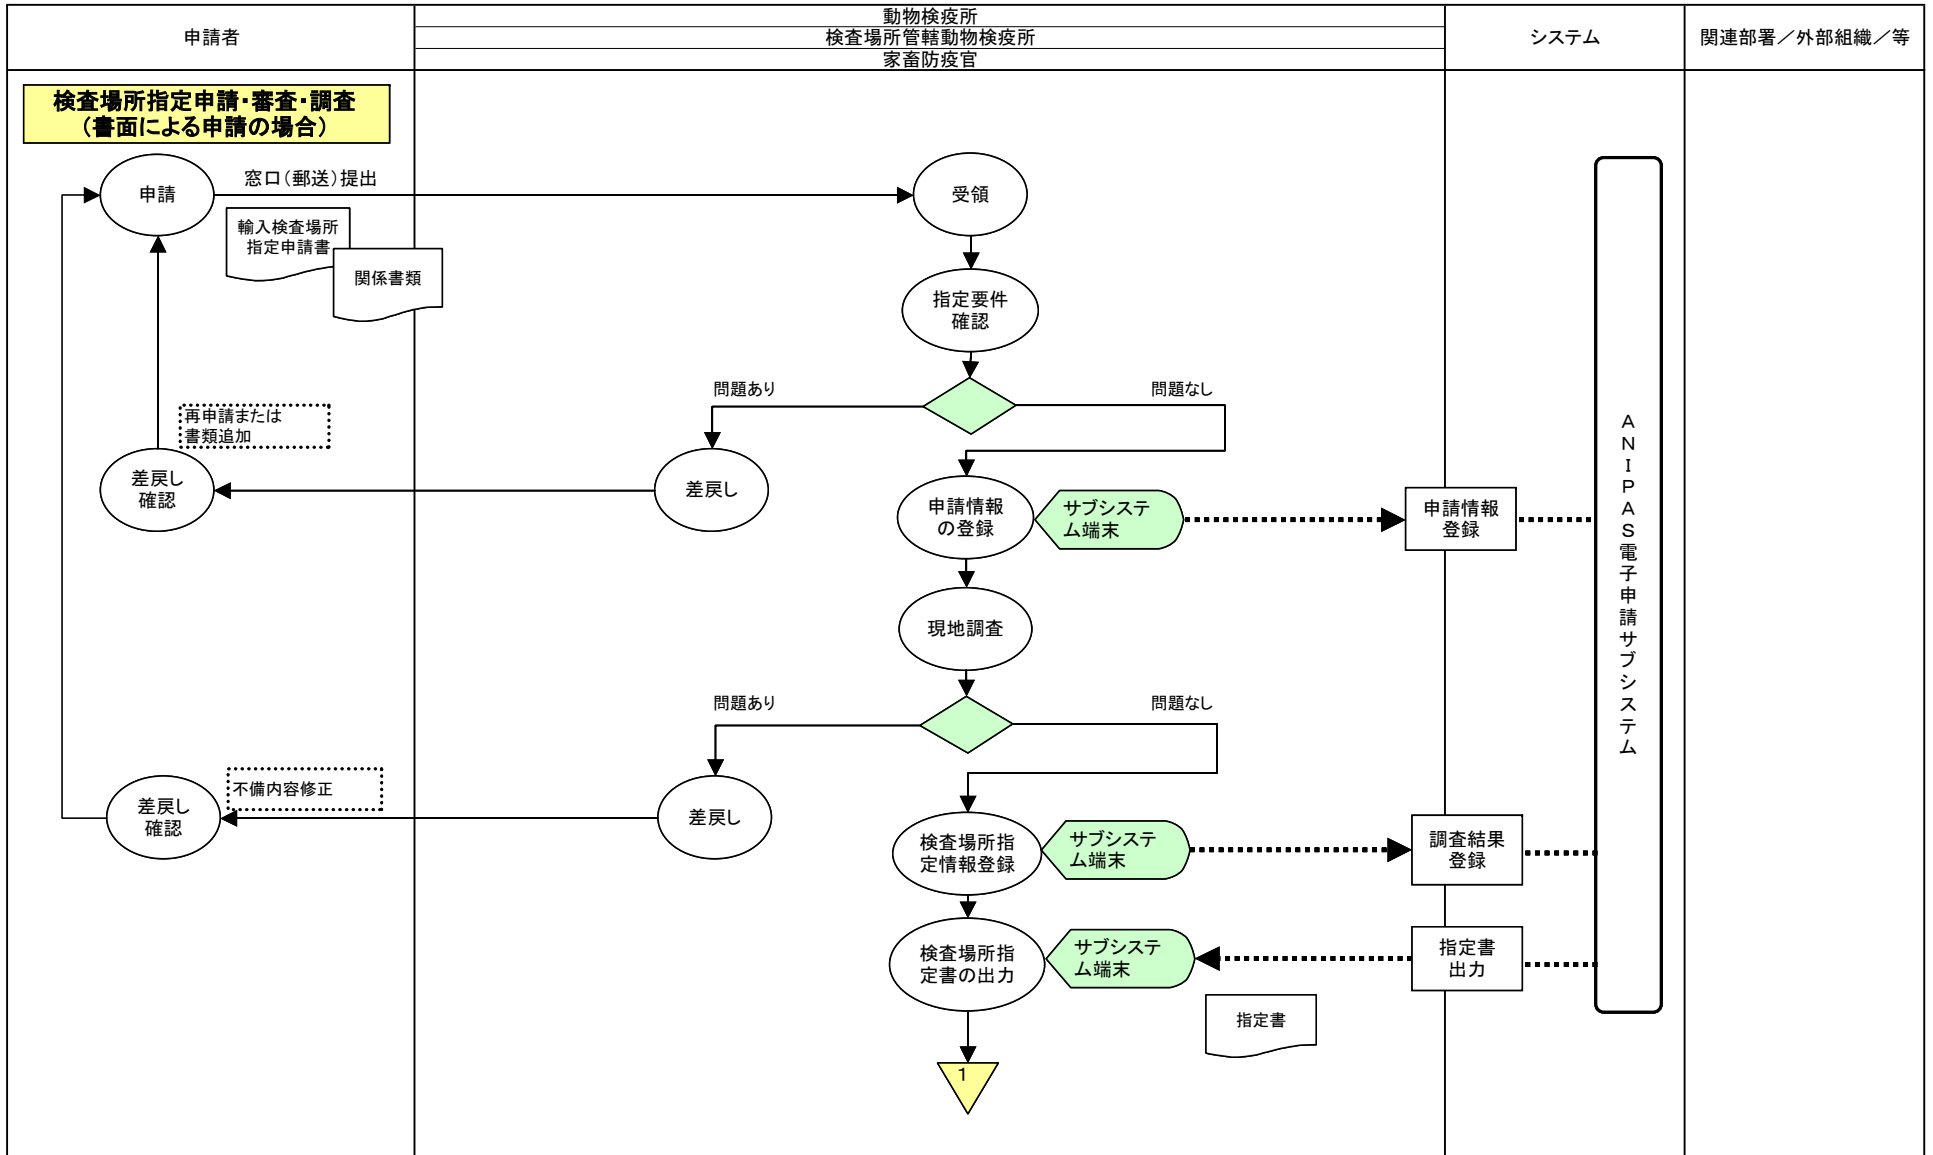 申請者
動物検疫所
検査場所管轄動物検疫所
家畜防疫官
システム
関連部署／外部組織／等
検査場所指定申請・審査・調査
（書面による申請の場合）
申請
窓口（郵送）提出
受領
輸入検査場所
指定申請書
関係書類
指定要件
確認
問題あり
問題なし
再申請または
書類追加
差戻し
確認
差戻し
申請情報
の登録
サブシステ
ム端末
申請情報
登録
ANIPAS電子申請サブシステム
現地調査
問題あり
問題なし
不備内容修正
差戻し
確認
差戻し
検査場所指
定情報登録
サブシステ
ム端末
調査結果
登録
検査場所指
定書の出力
サブシステ
ム端末
指定書
出力
指定書
1